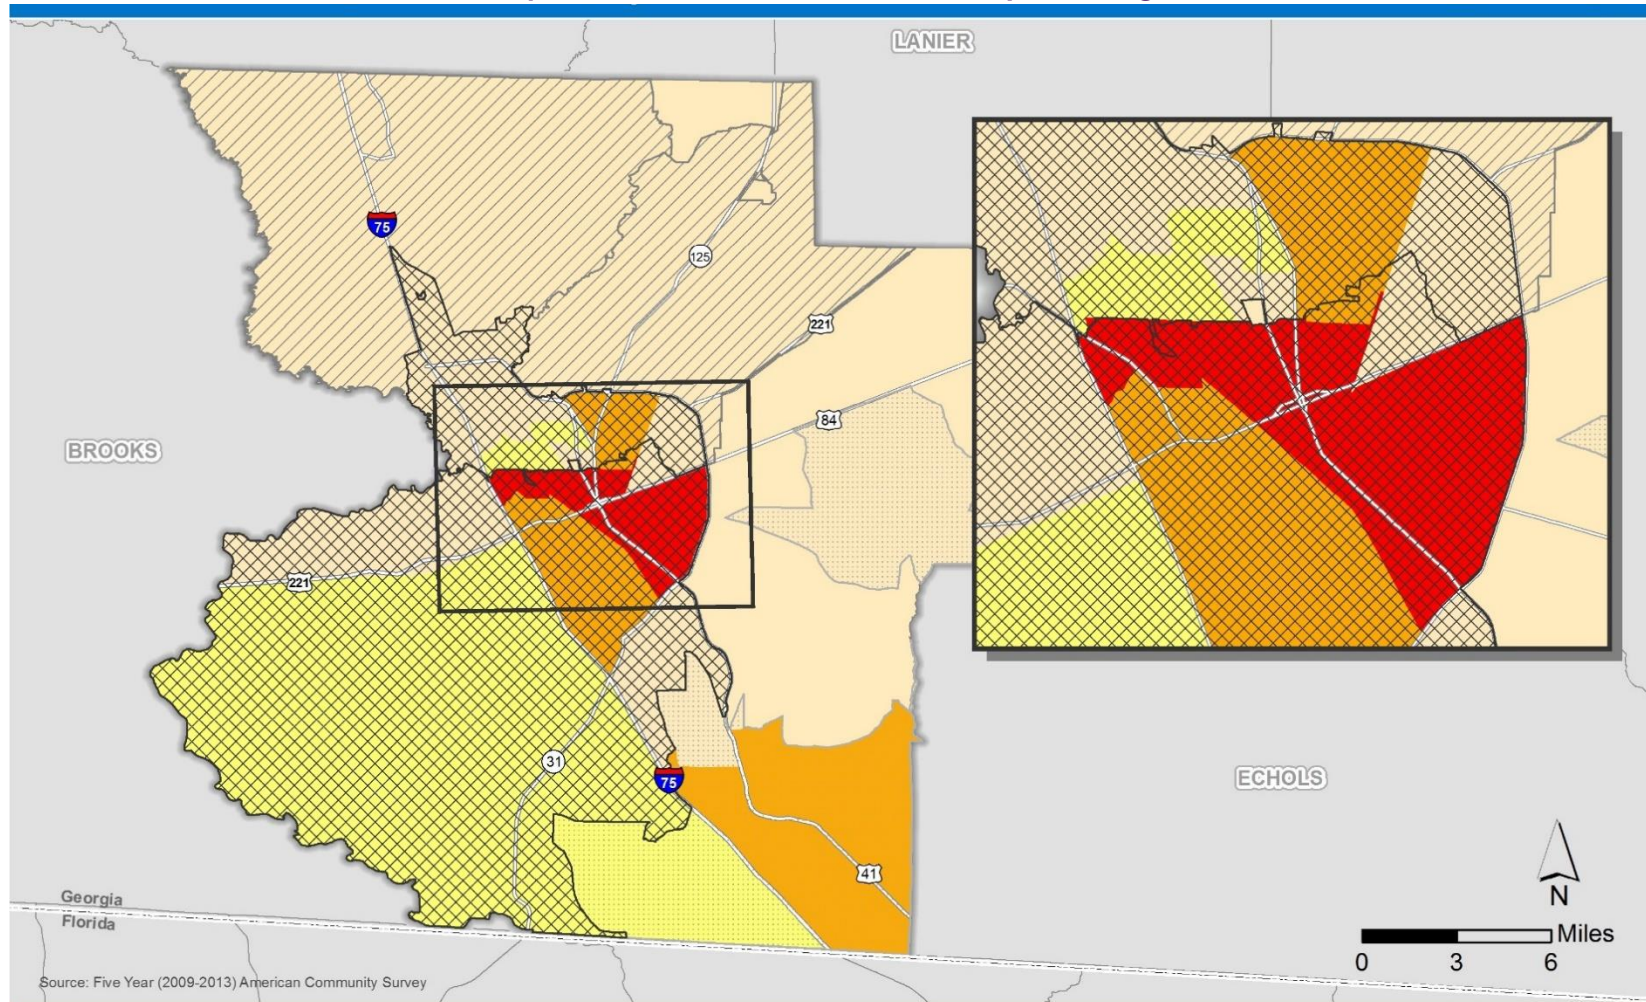 LANIER
75
125
221
84
BROOKS
221
31
75
ECHOLS
41
N
Georgia
Florida
Miles
0 3 6
Source: Five Year (2009-2013) American Community Survey